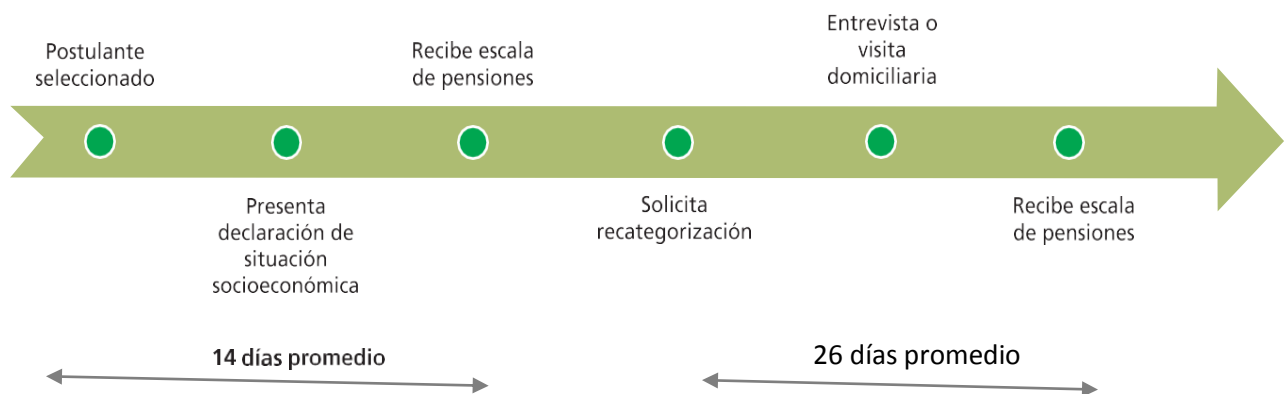 Postulante
seleccionado
Presenta
declaración de
situación
socioeconómica
Recibe escala
de pensiones
Solicita
recategorización
Entrevista o
visita
domiciliaria
Recibe escala
de pensiones
14 días promedio
26 días promedio